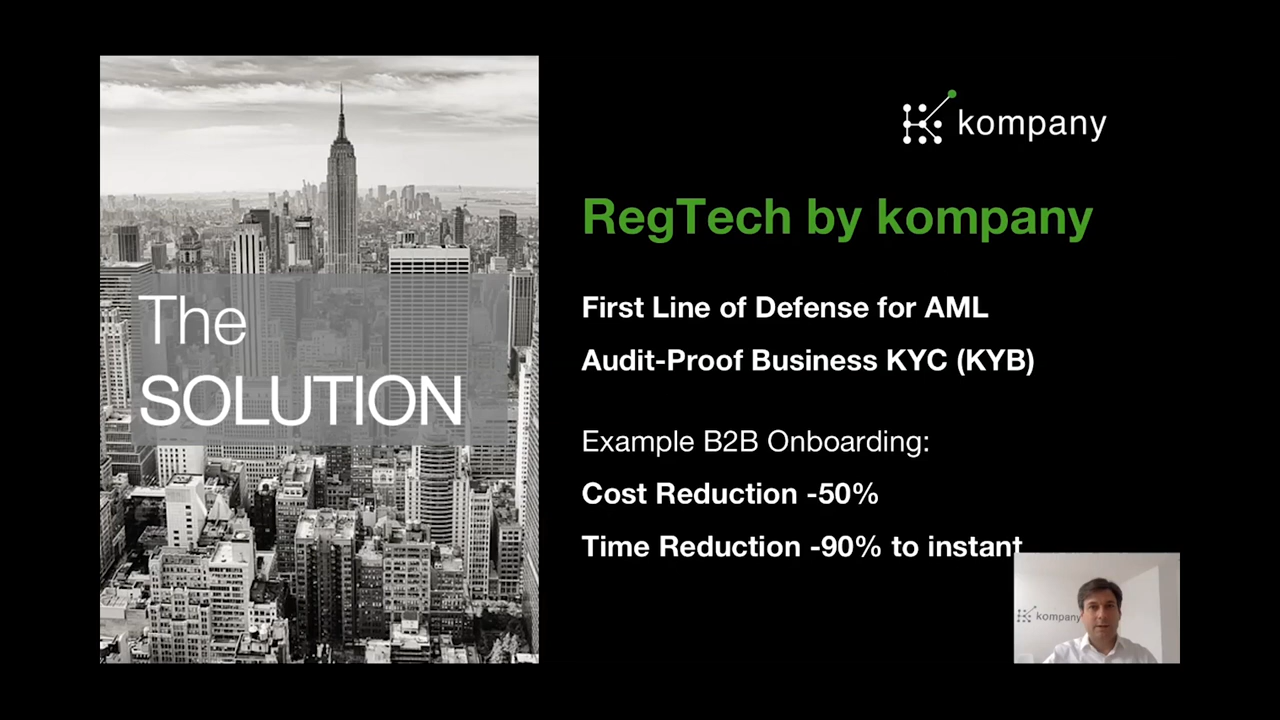 The
SOLUTION
kompany
RegTech by kompany
First Line of Defense for AML
Audit-Proof Business KYC (KYB)
Example B2B Onboarding:
Cost Reduction -50%
Time Reduction -90% to instant
kompany